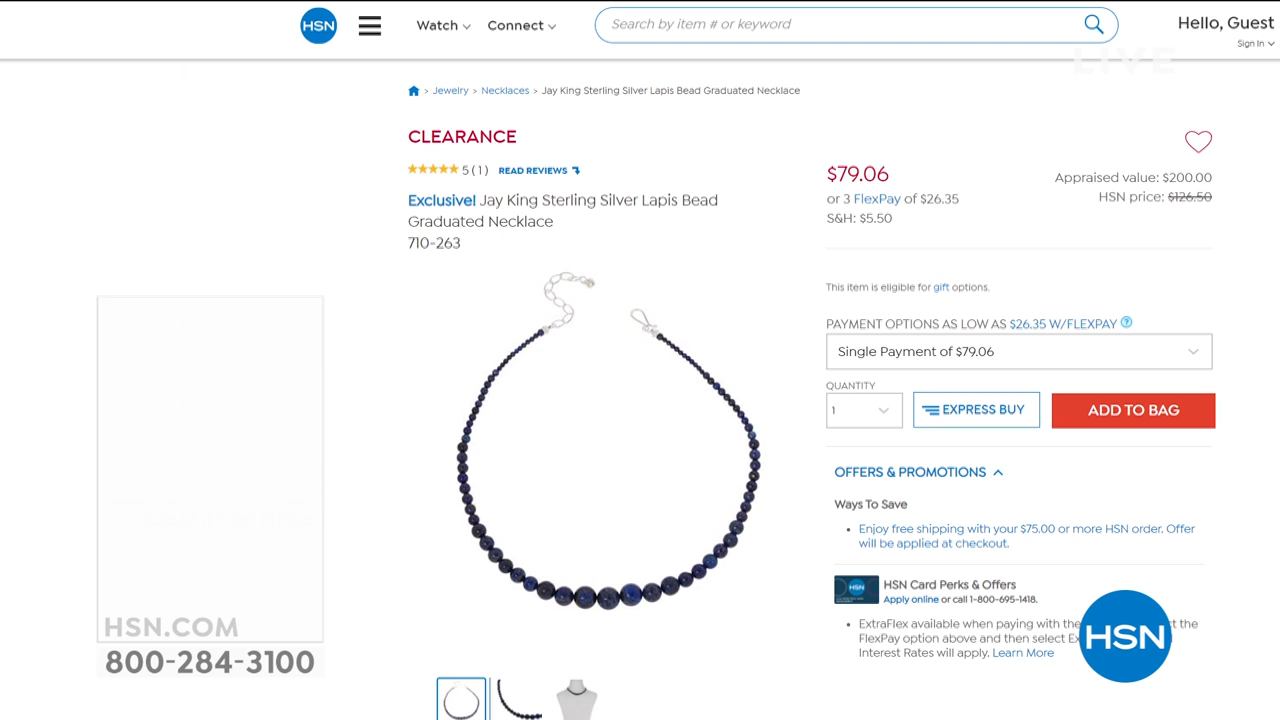 HSN
Watch
Connect
Search by item # or keyword
Hello, Guest
Sign In
LIVE
> Jewelry > Necklaces > Jay King Sterling Silver Lapis Bead Graduated Necklace
CLEARANCE
5 ( 1 ) READ REVIEWS
Exclusive! Jay King Sterling Silver Lapis Bead
Graduated Necklace
710-263
$79.06
or 3 FlexPay of $26.35
S&H: $5.50
Appraised value: $200.00
HSN price: $126.50
This item is eligible for gift options.
PAYMENT OPTIONS AS LOW AS $26.35 W/FLEXPAY ?
Single Payment of $79.06
QUANTITY
1
EXPRESS BUY
ADD TO BAG
OFFERS & PROMOTIONS
Ways To Save
• Enjoy free shipping with your $75.00 or more HSN order. Offer
will be applied at checkout.
HSN
HSN Card Perks & Offers
Apply online or call 1-800-695-1418.
• ExtraFlex available when paying with the the
FlexPay option above and then select
Interest Rates will apply. Learn More
HSN
HSN.COM
800-284-3100